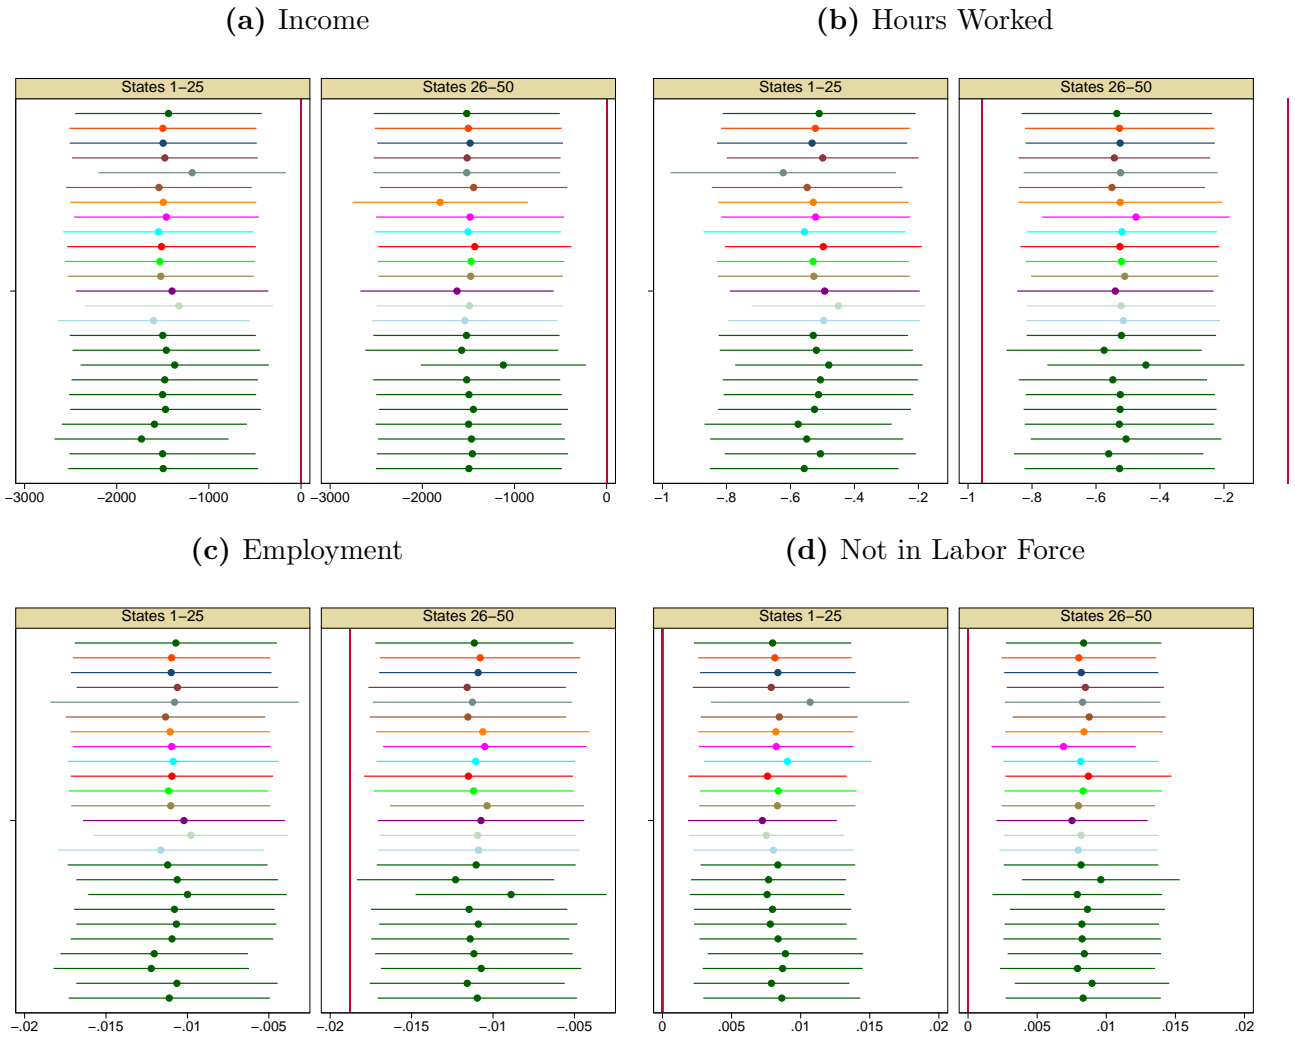 (a) Income
(b) Hours Worked
States 1−25
States 26−50
States 1−25
States 26−50
−3000 −2000 −1000 0
−3000 −2000 −1000 0
−1 −.8 −.6 −.4 −.2
−1 −.8 −.6 −.4 −.2
(c) Employment
(d) Not in Labor Force
States 1−25
States 26−50
States 1−25
States 26−50
−.02 −.015 −.01 −.005
−.02 −.015 −.01 −.005
0 .005 .01 .015 .02
0 .005 .01 .015 .02